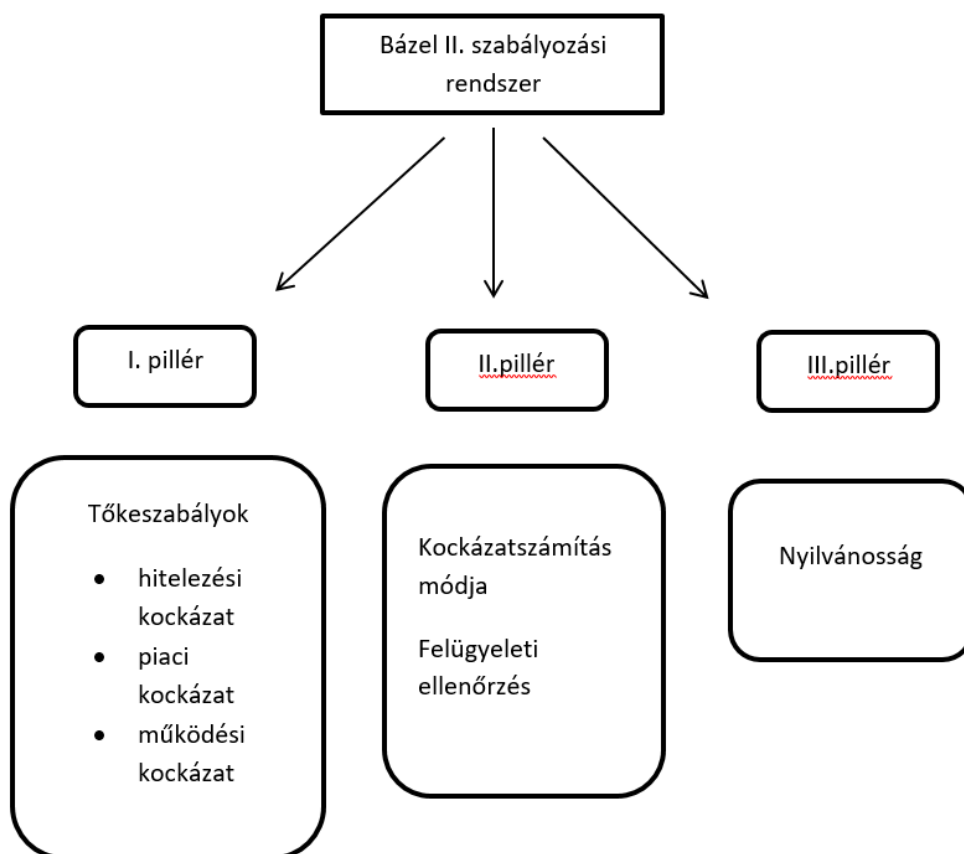 Bázel II. szabályozási
rendszer
I. pillér
II.pillér
III.pillér
Tőkeszabályok
• hitelezési
kockázat
• piaci
kockázat
• működési
kockázat
Kockázatszámítás
módja
Felügyeleti
ellenőrzés
Nyilvánosság